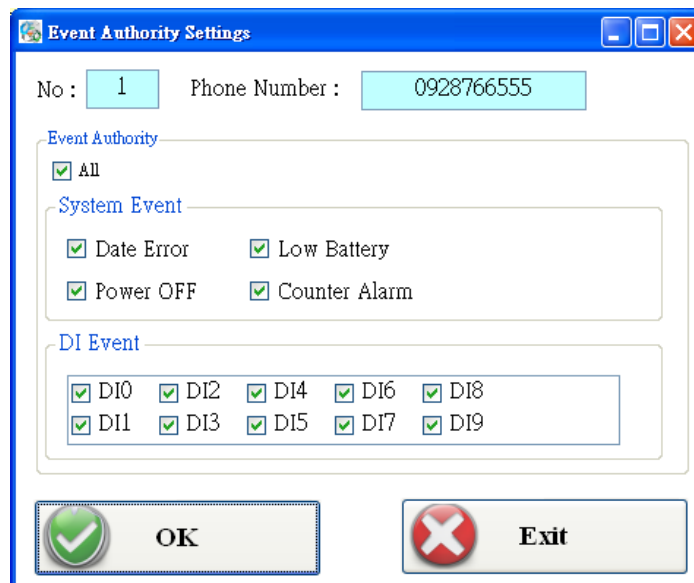 Event Authority Settings
No : 1 Phone Number : 0928766555
Event Authority
All
System Event
Date Error Low Battery
Power OFF Counter Alarm
DI Event
DI0 DI2 DI4 DI6 DI8
DI1 DI3 DI5 DI7 DI9
OK Exit